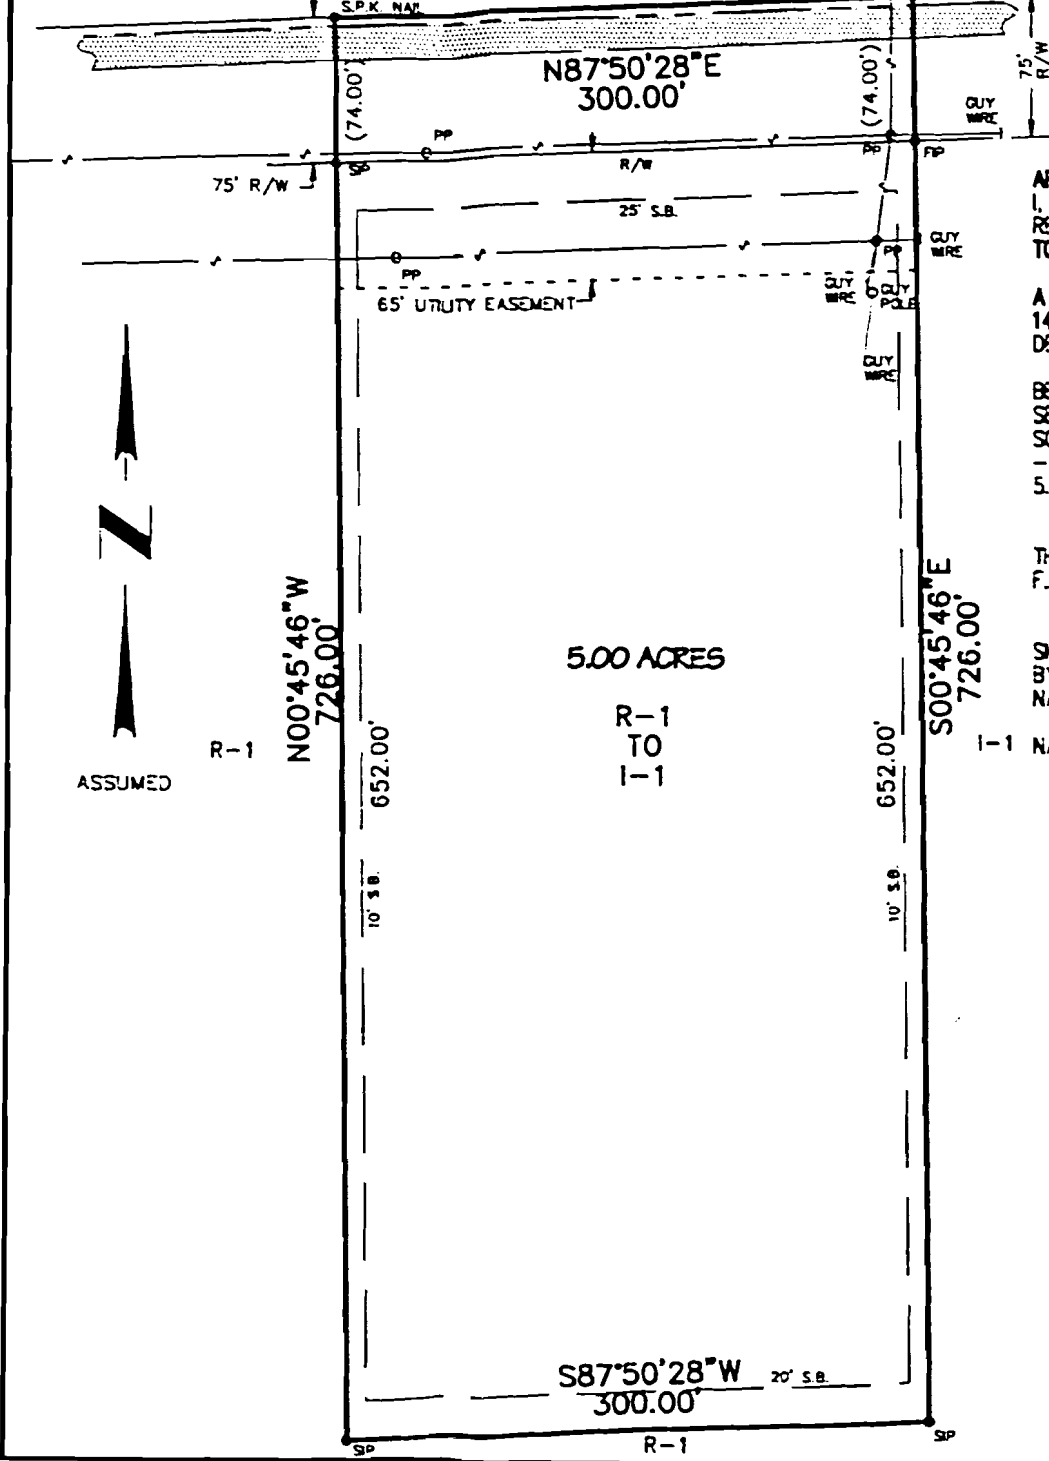 S.P.K. NAIL
N87°50'28"E
300.00'
(74.00')
(74.00')
75'
R/W
GUY
WIRE
PP
PP
SIP
FIP
75' R/W
R/W
25' S.B.
GUY
WIRE
PP
65' UTILITY EASEMENT
GUY
WIRE
GUY
POLE
GUY
WIRE
N
ASSUMED
N00°45'46"W
726.00'
S00°45'46"E
726.00'
5.00 ACRES
R-1
TO
I-1
R-1
I-1
652.00'
652.00'
10' S.B.
10' S.B.
S87°50'28"W
300.00'
20' S.B.
SIP
R-1
SIP
A
14
5.